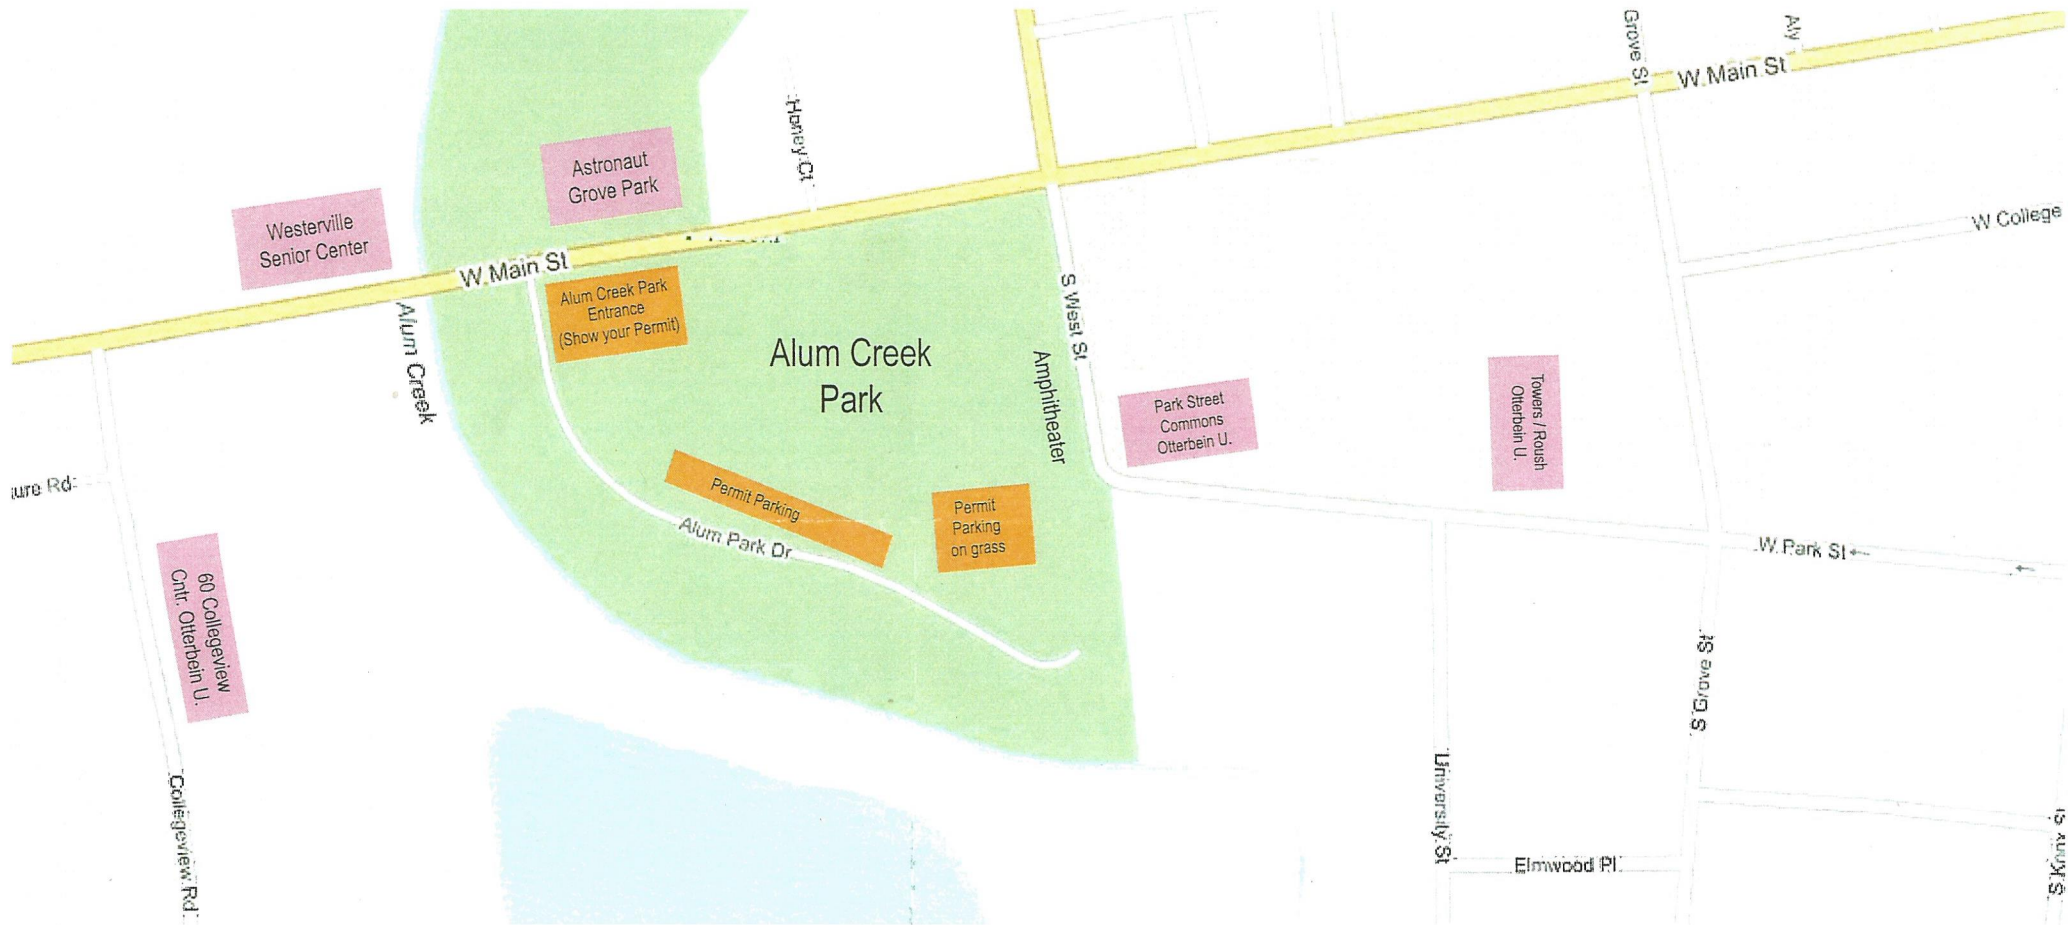 Grove St
Aly
W.Main St
Honey Ct
Astronaut
Grove Park
Westerville
Senior Center
W College
W.Main St
Alum Creek Park
Entrance
(Show your Permit)
Alum Creek
S West St
Alum Creek
Park
Amphitheater
Park Street
Commons
Otterbein U.
Towers / Roush
Otterbein U.
ure Rd
Permit Parking
Permit
Parking
on grass
Alum Park Dr
W.Park St←
←
60 Collegeview
Cntr. Otterbein U.
S Grove St
Collegeview Rd
University St
Elmwood Pl